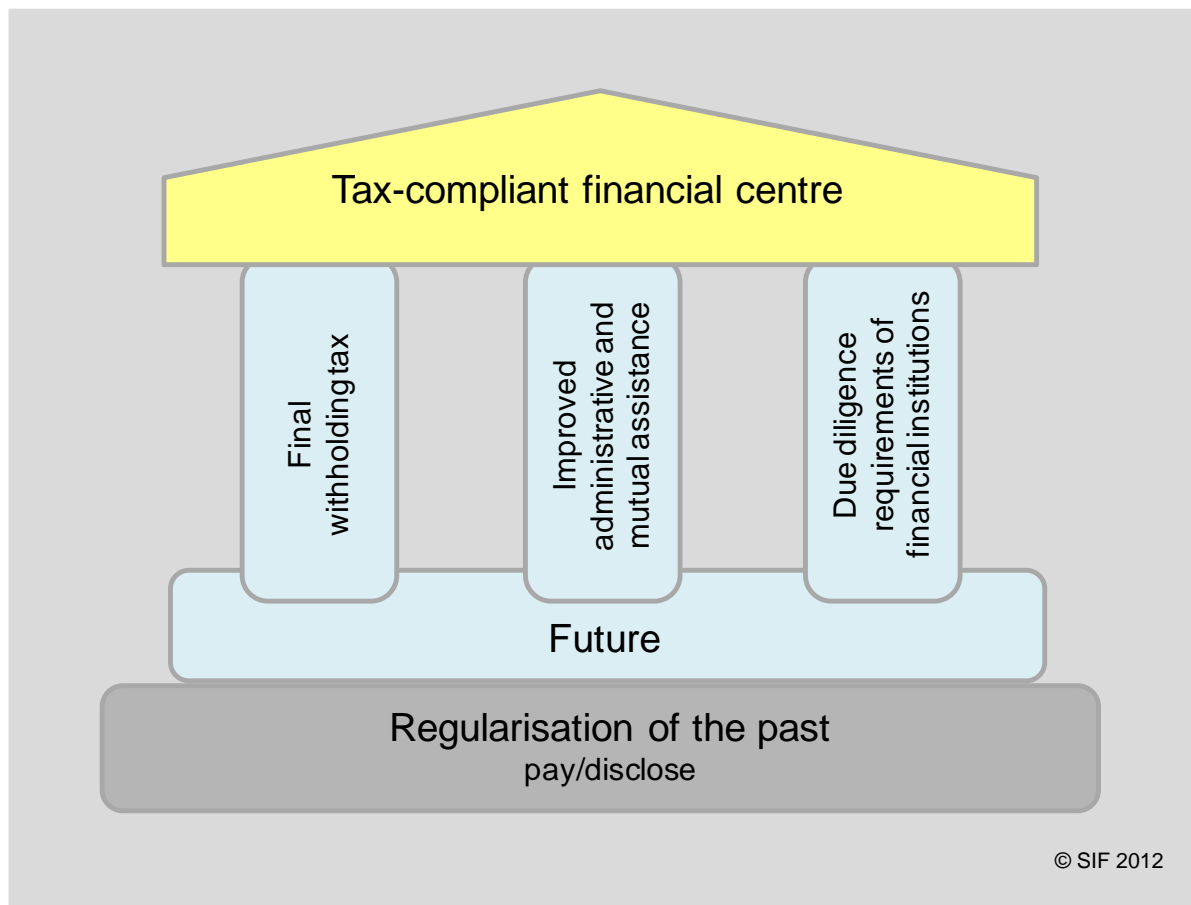 Tax-compliant financial centre
Final
withholding tax
Improved
administrative and
mutual assistance
Due diligence
requirements of
financial institutions
Future
Regularisation of the past
pay/disclose
© SIF 2012